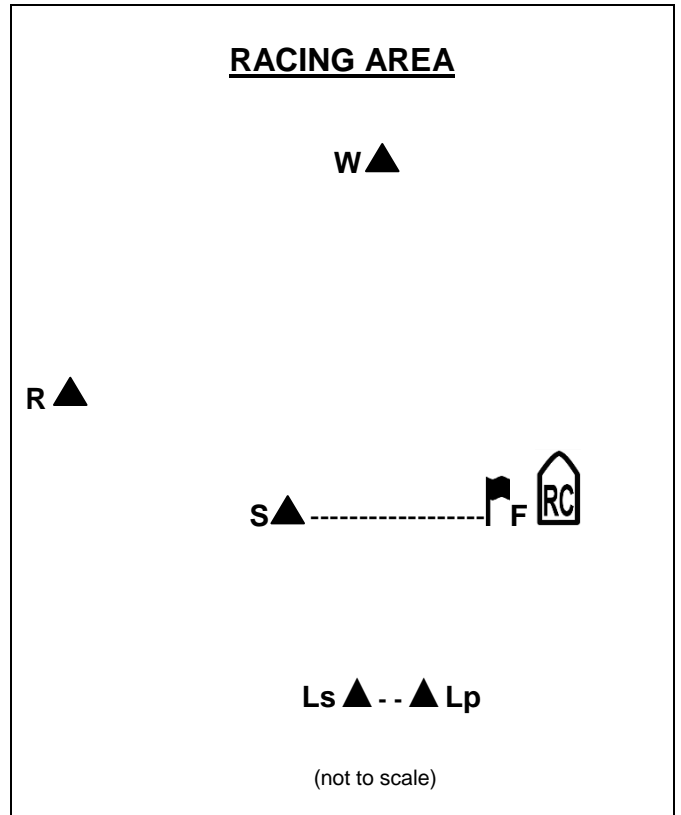 RACING AREA
W
R
S ----------------- F RC
Ls - - Lp
(not to scale)